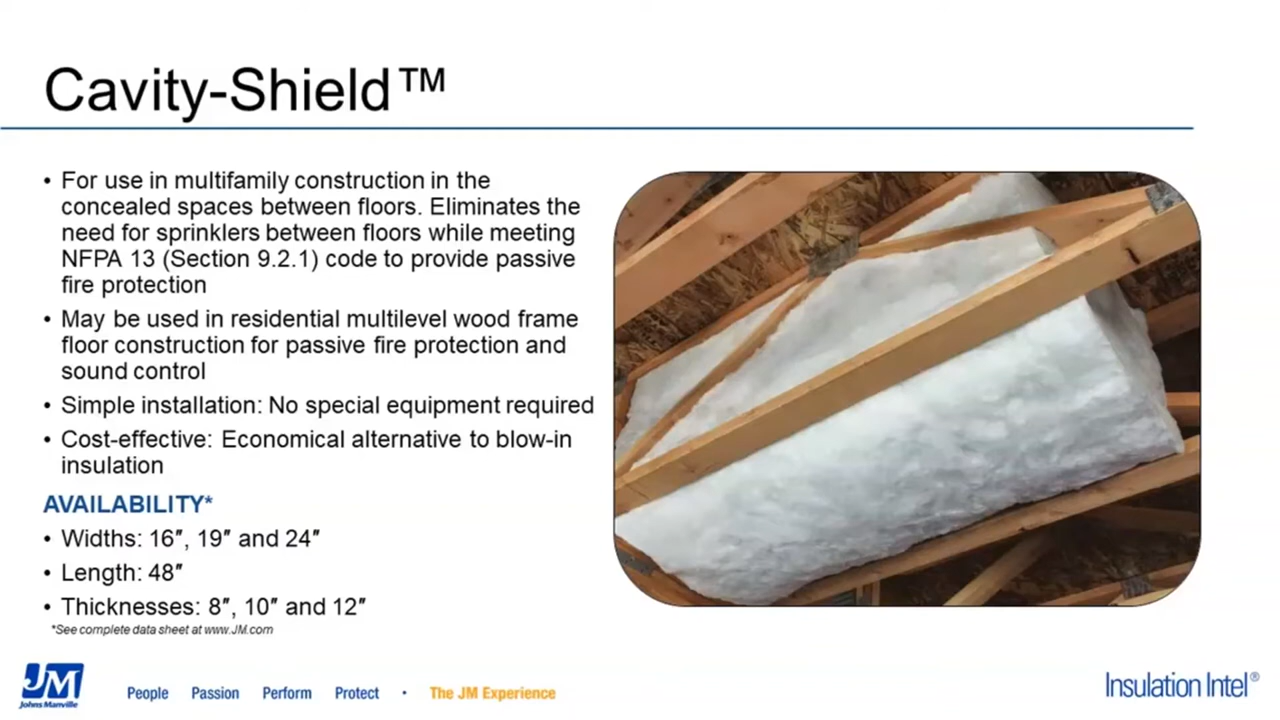 Cavity-Shield™
• For use in multifamily construction in the
concealed spaces between floors. Eliminates the
need for sprinklers between floors while meeting
NFPA 13 (Section 9.2.1) code to provide passive
fire protection
• May be used in residential multilevel wood frame
floor construction for passive fire protection and
sound control
• Simple installation: No special equipment required
• Cost-effective: Economical alternative to blow-in
insulation
AVAILABILITY*
• Widths: 16″, 19″ and 24″
• Length: 48″
• Thicknesses: 8″, 10″ and 12″
*See complete data sheet at www.JM.com
JM
Johns Manville
People Passion Perform Protect · The JM Experience
Insulation Intel®